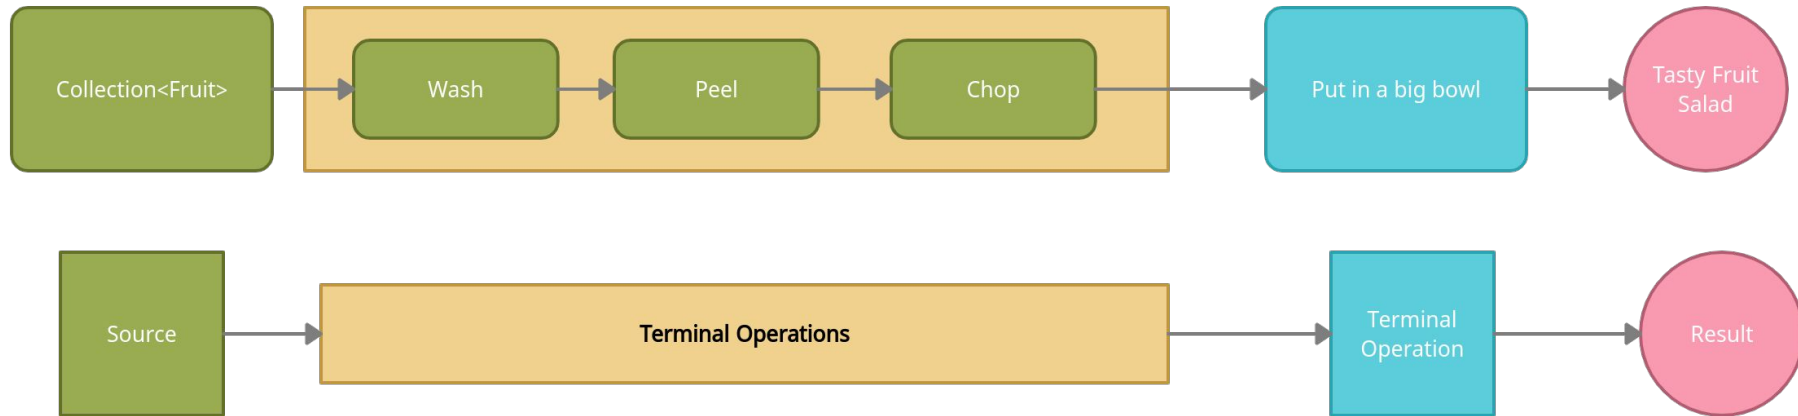 Collection<Fruit>
Wash
Peel
Chop
Put in a big bowl
Tasty Fruit
Salad
Source
Terminal Operations
Terminal
Operation
Result